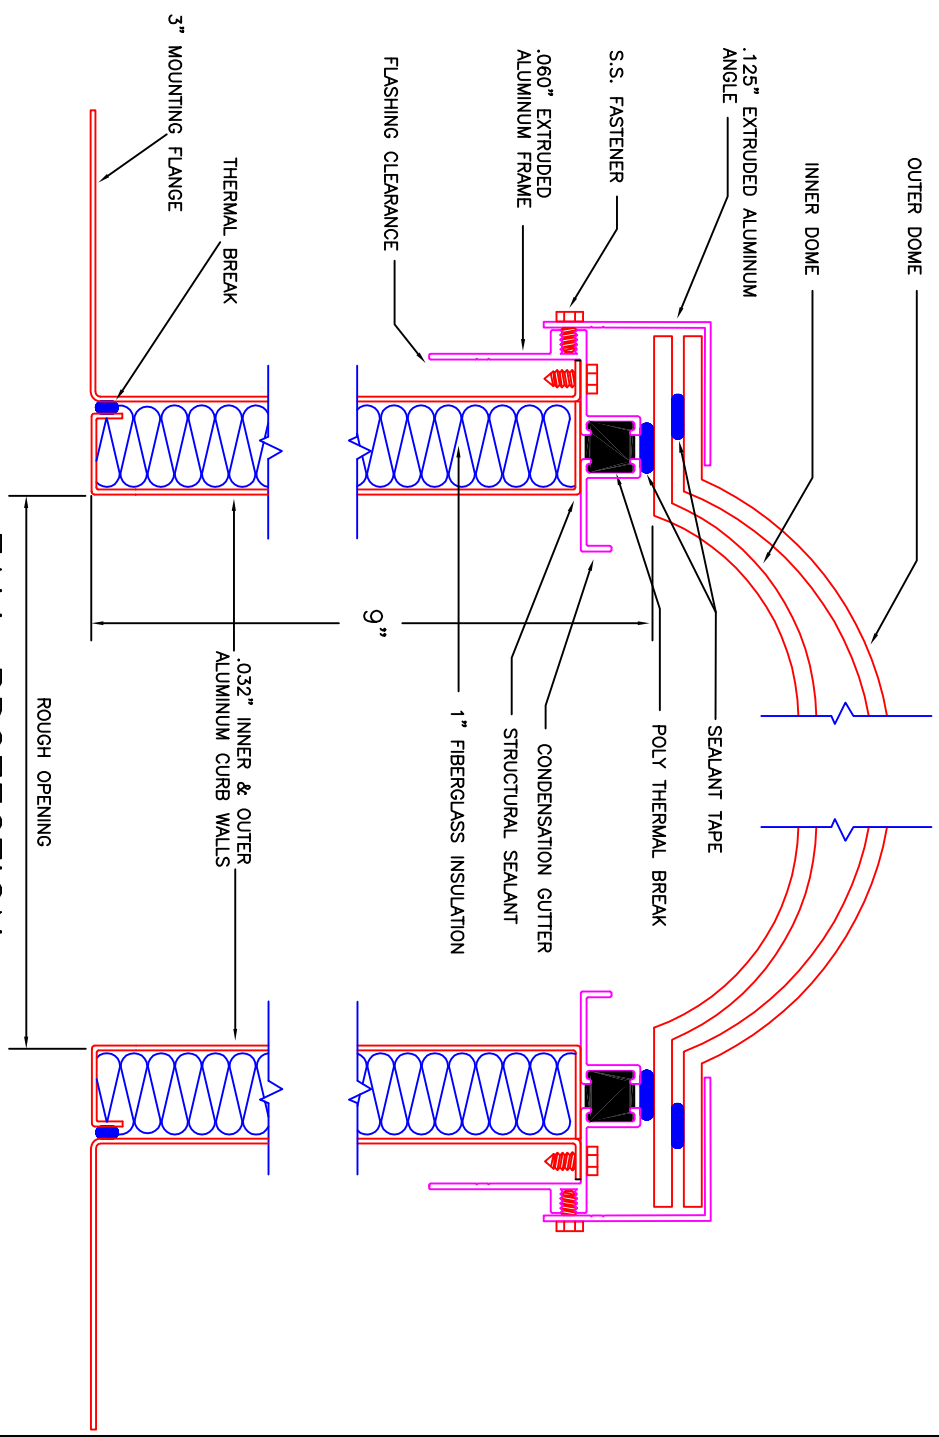 OUTER DOME
INNER DOME
.125" EXTRUDED ALUMINUM
ANGLE
S.S. FASTENER
.060" EXTRUDED
ALUMINUM FRAME
FLASHING CLEARANCE
THERMAL BREAK
3" MOUNTING FLANGE
SEALANT TAPE
POLY THERMAL BREAK
CONDENSATION GUTTER
STRUCTURAL SEALANT
1" FIBERGLASS INSULATION
9"
.032" INNER & OUTER
ALUMINUM CURB WALLS
ROUGH OPENING